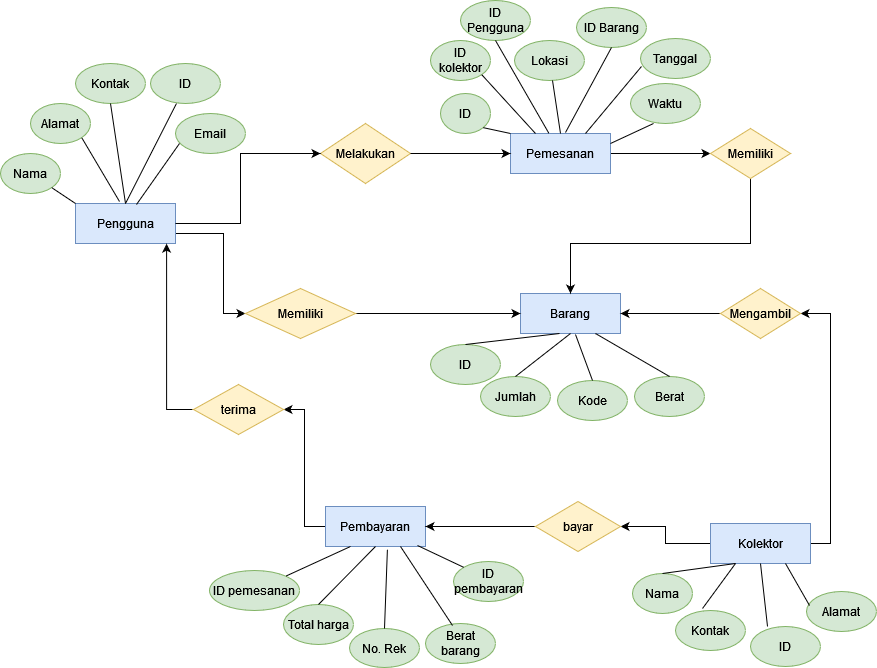 ID
Pengguna
ID Barang
ID
kolektor
Lokasi
Tanggal
Kontak
ID
Waktu
ID
Alamat
Email
Nama
Melakukan
Pemesanan
Memiliki
Pengguna
Memiliki
Barang
Mengambil
ID
Jumlah
Kode
Berat
terima
Pembayaran
bayar
Kolektor
ID pemesanan
ID
pembayaran
Total harga
No. Rek
Berat
barang
Nama
Kontak
ID
Alamat